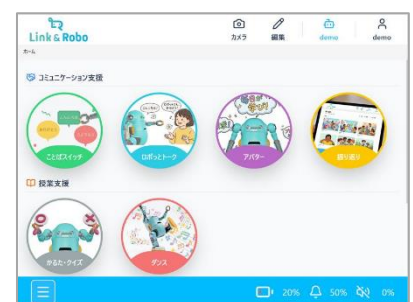 Link & Robo
カメラ 編集 demo demo
ホーム
コミュニケーション支援
ことばスイッチ ロボっとトーク アバター 振り返り
授業支援
かるた・クイズ ダンス
20% 50% 0%